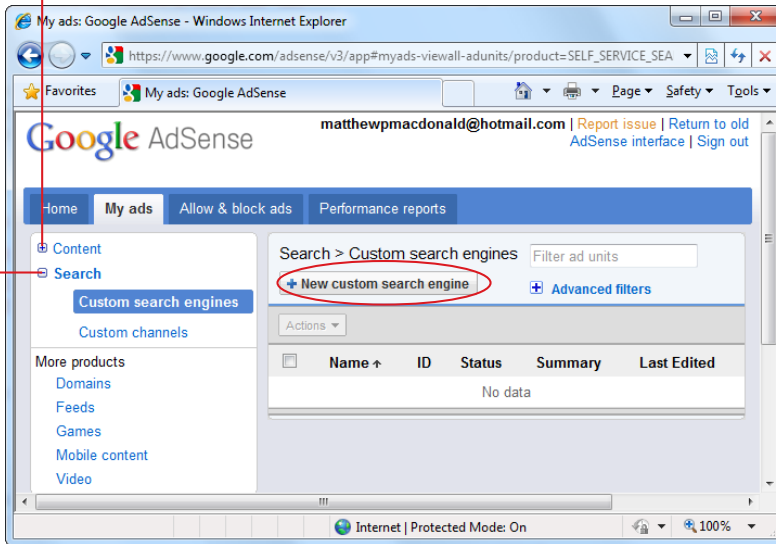 My ads: Google AdSense - Windows Internet Explorer
https://www.google.com/adsense/v3/app#myads-viewall-adunits/product=SELF_SERVICE_SEA
Favorites
My ads: Google AdSense
Page
Safety
Tools
Google AdSense
matthewpmacdonald@hotmail.com | Report issue | Return to old
AdSense interface | Sign out
Home
My ads
Allow & block ads
Performance reports
Content
Search
Custom search engines
Custom channels
More products
Domains
Feeds
Games
Mobile content
Video
Search > Custom search engines
Filter ad units
+ New custom search engine
Advanced filters
Actions
Name ID Status Summary Last Edited
No data
Internet | Protected Mode: On
100%